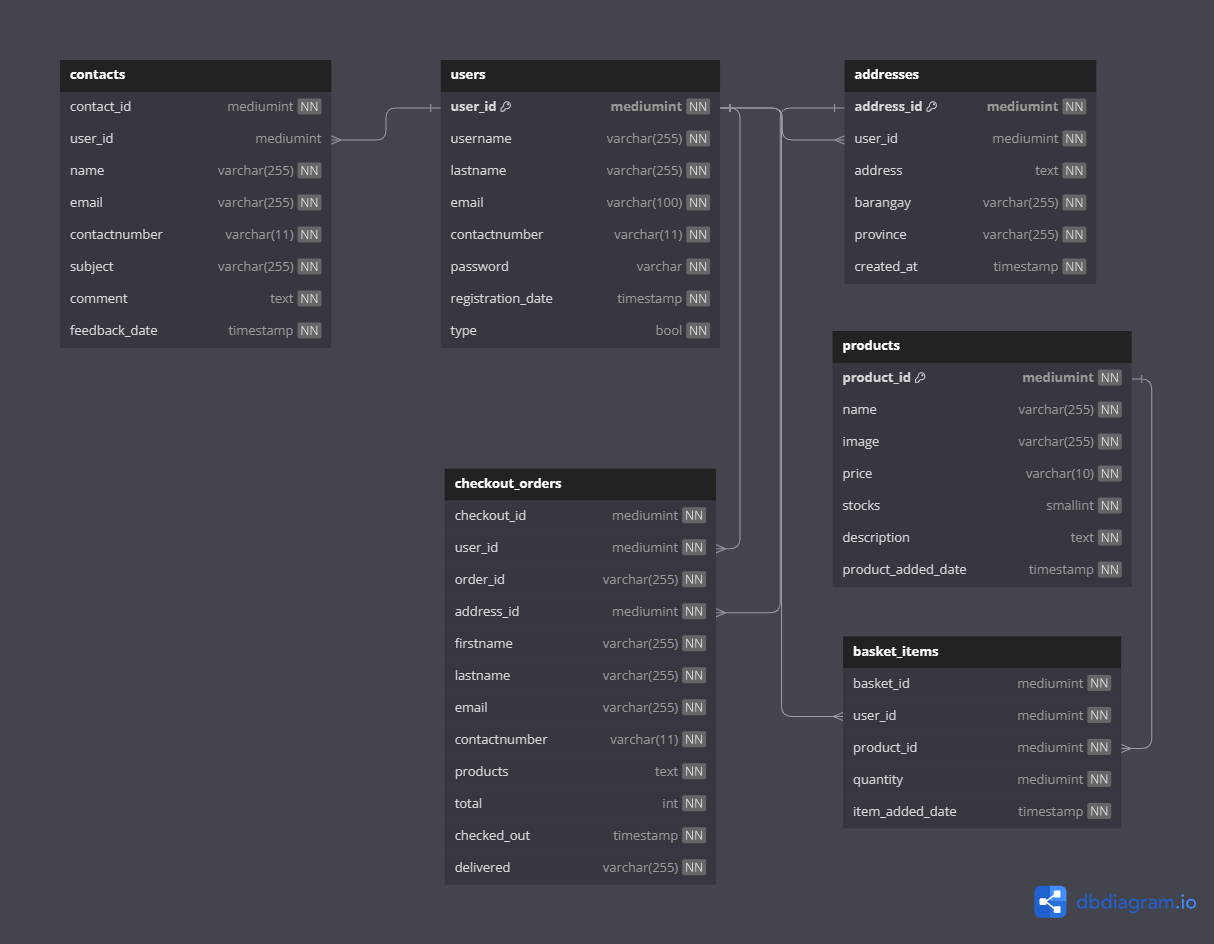 contacts
contact_id mediumint NN
user_id mediumint
name varchar(255) NN
email varchar(255) NN
contactnumber varchar(11) NN
subject varchar(255) NN
comment text NN
feedback_date timestamp NN
users
user_id mediumint NN
username varchar(255) NN
lastname varchar(255) NN
email varchar(100) NN
contactnumber varchar(11) NN
password varchar NN
registration_date timestamp NN
type bool NN
addresses
address_id mediumint NN
user_id mediumint NN
address text NN
barangay varchar(255) NN
province varchar(255) NN
created_at timestamp NN
products
product_id mediumint NN
name varchar(255) NN
image varchar(255) NN
price varchar(10) NN
stocks smallint NN
description text NN
product_added_date timestamp NN
checkout_orders
checkout_id mediumint NN
user_id mediumint NN
order_id varchar(255) NN
address_id mediumint NN
firstname varchar(255) NN
lastname varchar(255) NN
email varchar(255) NN
contactnumber varchar(11) NN
products text NN
total int NN
checked_out timestamp NN
delivered varchar(255) NN
basket_items
basket_id mediumint NN
user_id mediumint NN
product_id mediumint NN
quantity mediumint NN
item_added_date timestamp NN
dbdiagram.io